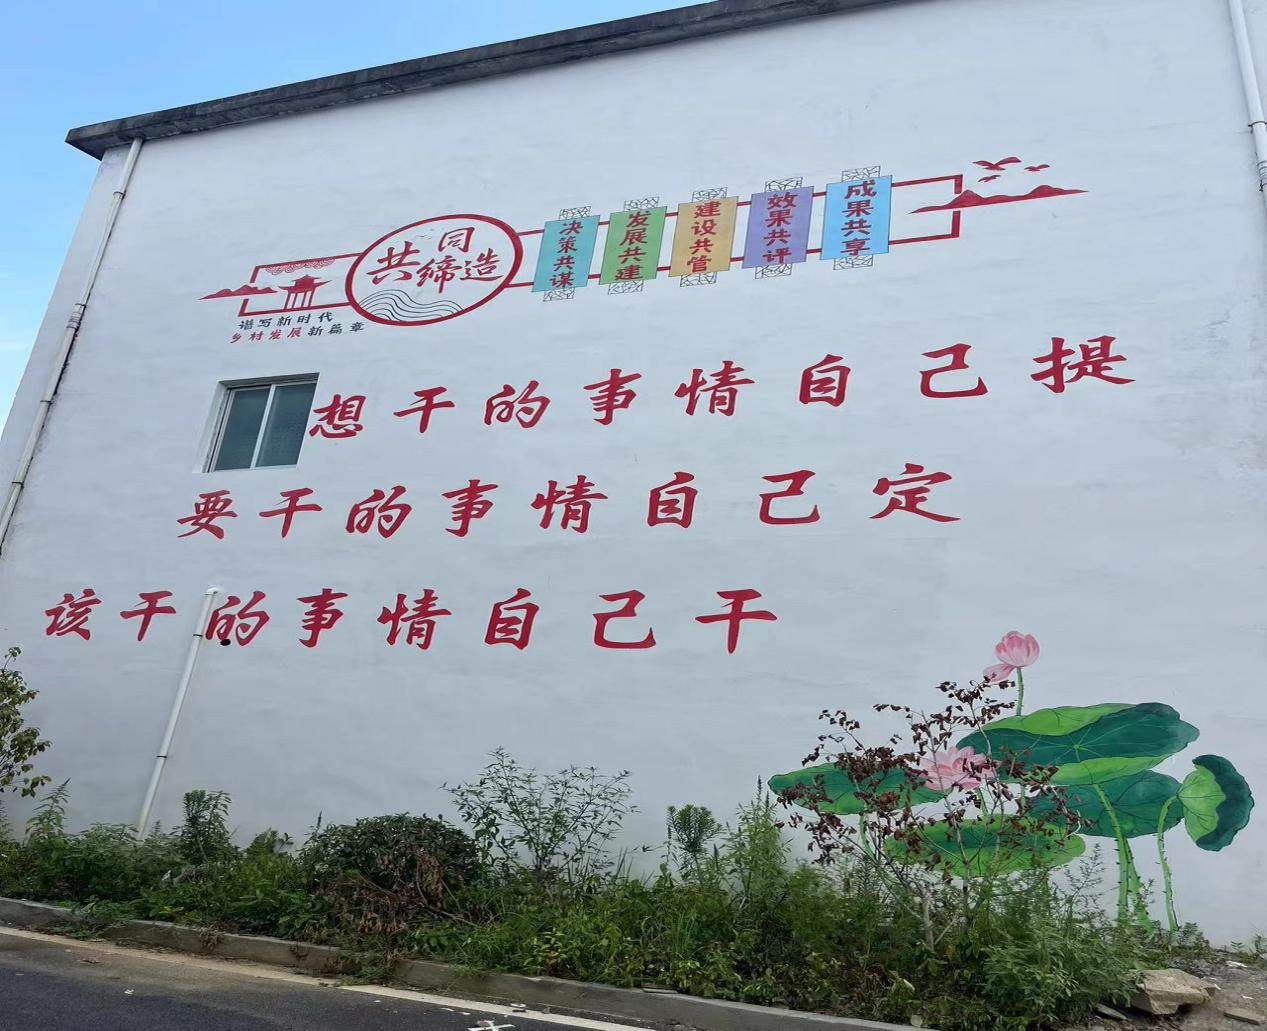 共同缔造
决策共谋
发展共建
建设共管
效果共评
成果共享
谱写新时代
乡村发展新篇章
想干的事情自己提
要干的事情自己定
该干的事情自己干